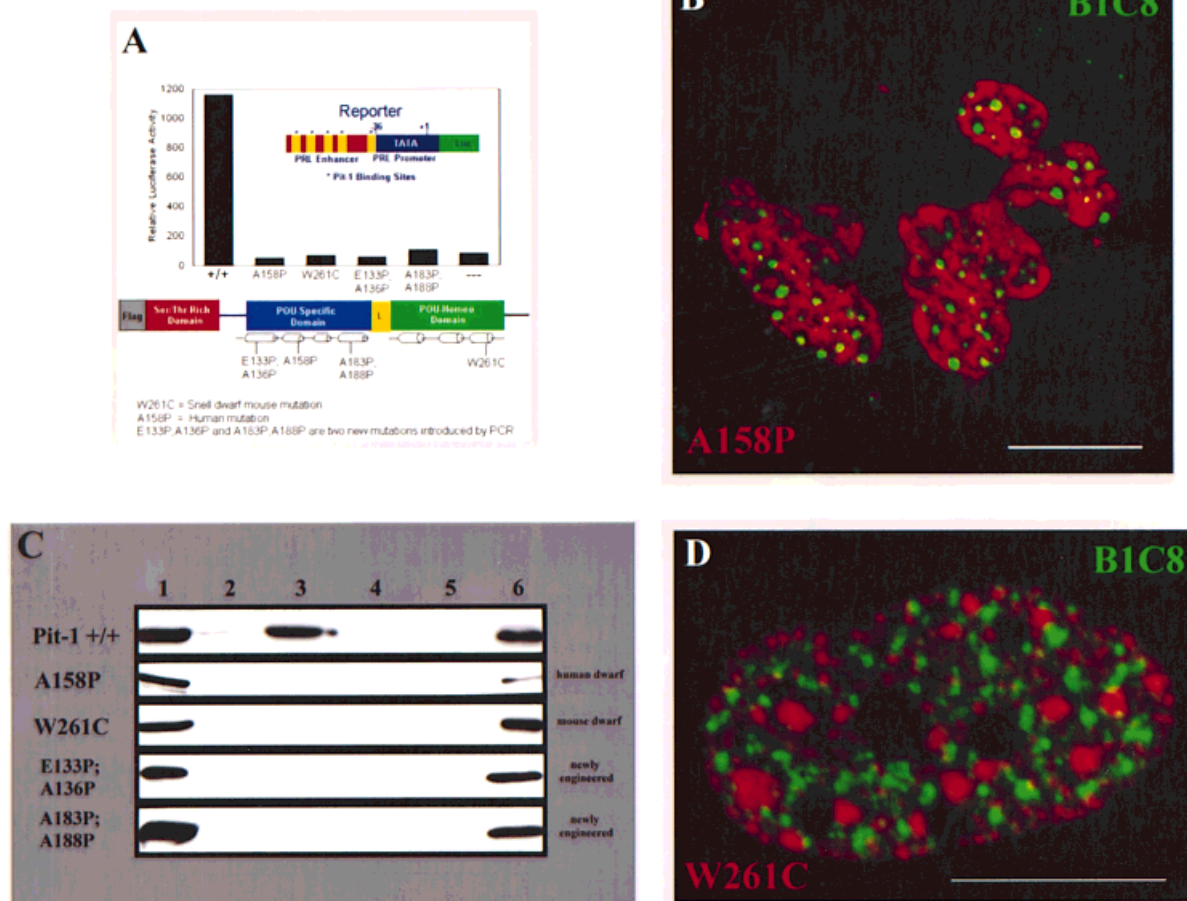 A
1200
1000
800
600
400
200
0
Relative Luciferase Activity
Reporter
-36 +1
TATA Luc
PRL Enhancer PRL Promoter
* Pit-1 Binding Sites
+/+ A158P W261C E133P; A183P; ---
A136P A188P
Flag Ser/Thr Rich POU-Specific L POU-Homeo
Domain Domain Domain
E133P; A158P A183P; W261C
A136P A188P
W261C = Snell dwarf mouse mutation
A158P = Human mutation
E133P;A136P and A183P;A188P are two new mutations introduced by PCR
B
B1C8
A158P
C
1 2 3 4 5 6
Pit-1 +/+
A158P human dwarf
W261C mouse dwarf
E133P; newly
A136P engineered
A183P; newly
A188P engineered
D
B1C8
W261C